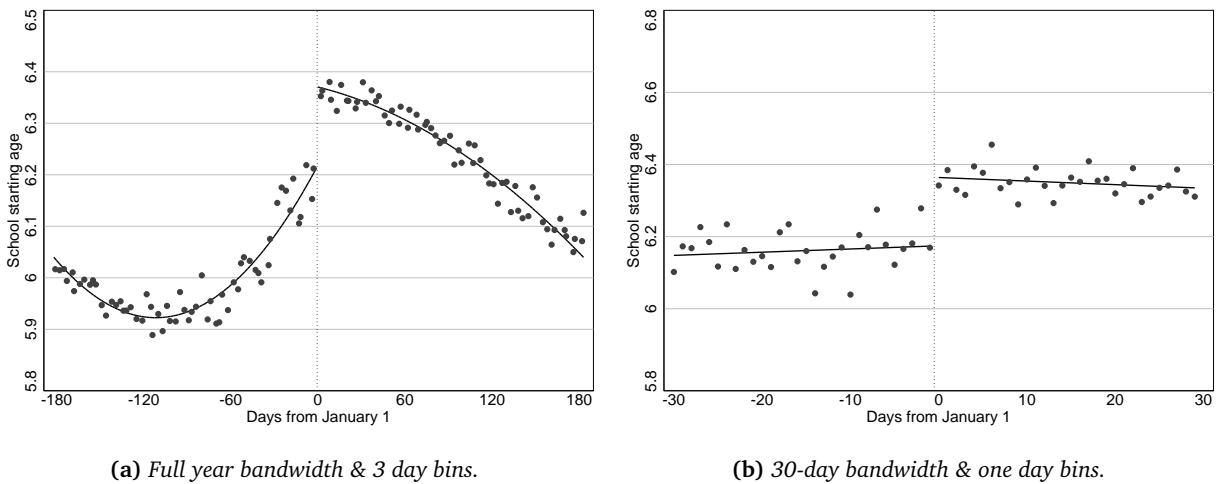 School starting age
6.5
6.4
6.3
6.2
6.1
6
5.9
5.8
-180 -120 -60 0 60 120 180
Days from January 1
(a) Full year bandwidth & 3 day bins.
School starting age
6.8
6.6
6.4
6.2
6
5.8
-30 -20 -10 0 10 20 30
Days from January 1
(b) 30-day bandwidth & one day bins.